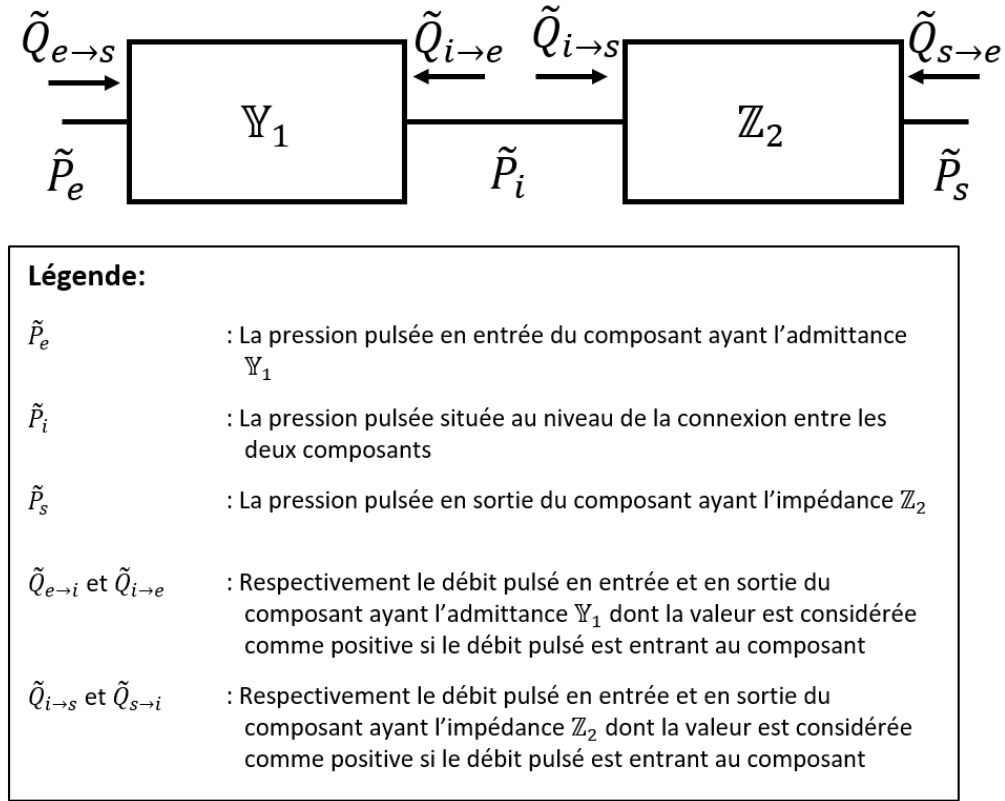 Q̃e→s Q̃i→e Q̃i→s Q̃s→e
𝕐1 ℤ2
P̃e P̃i P̃s
Légende:
P̃e : La pression pulsée en entrée du composant ayant l'admittance
𝕐1
P̃i : La pression pulsée située au niveau de la connexion entre les
deux composants
P̃s : La pression pulsée en sortie du composant ayant l'impédance ℤ2
Q̃e→i et Q̃i→e : Respectivement le débit pulsé en entrée et en sortie du
composant ayant l'admittance 𝕐1 dont la valeur est considérée
comme positive si le débit pulsé est entrant au composant
Q̃i→s et Q̃s→i : Respectivement le débit pulsé en entrée et en sortie du
composant ayant l'impédance ℤ2 dont la valeur est considérée
comme positive si le débit pulsé est entrant au composant